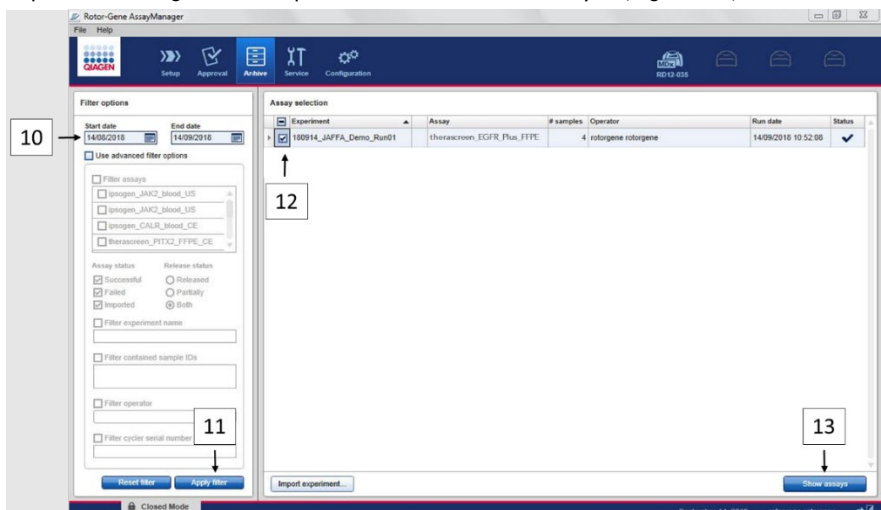 Rotor-Gene AssayManager
File Help
QIAGEN
Setup Approval Archive Service Configuration
MDx
RD12-035
Filter options
Start date End date
14/08/2018 14/09/2018
10
Use advanced filter options
Filter assays
ipsogen_JAK2_blood_US
ipsogen_JAK2_blood_US
ipsogen_CALR_blood_CE
therascreen_PITX2_FFPE_CE
Assay status Release status
Successful Released
Failed Partially
Imported Both
Filter experiment name
Filter contained sample IDs
Filter operator
11
Filter cycler serial number
Reset filter Apply filter
Assay selection
Experiment Assay # samples Operator Run date Status
180914_JAFFA_Demo_Run01 therascreen_EGFR_Plus_FFPE 4 rotorgene rotorgene 14/09/2018 10:52:08
12
13
Import experiment... Show assays
Closed Mode